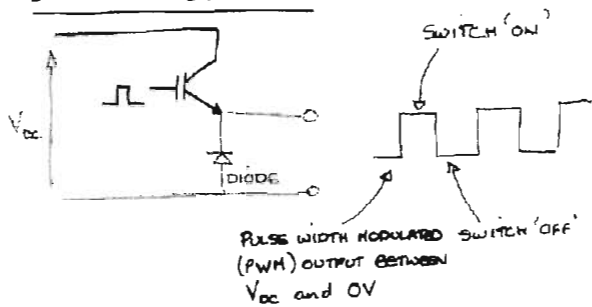 SWITCH 'ON'
VDC
DIODE
PULSE WIDTH MODULATED
(PWM) OUTPUT BETWEEN
VDC and 0V
SWITCH 'OFF'